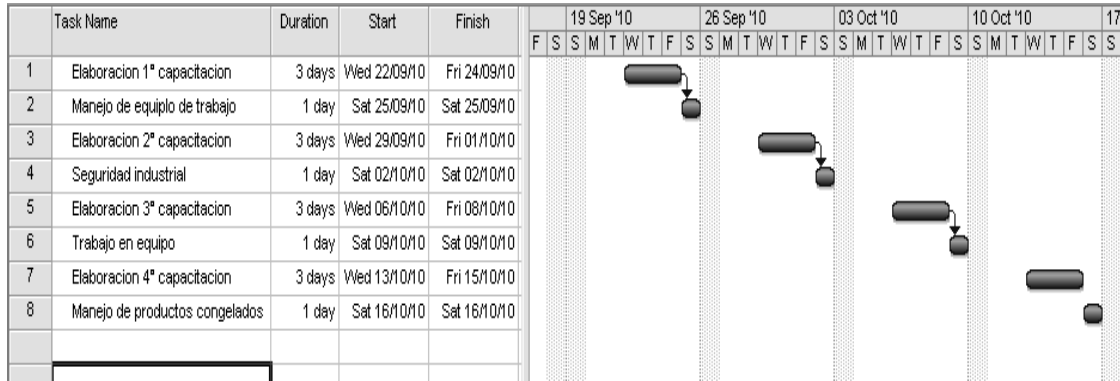 Task Name Duration Start Finish 19 Sep '10 26 Sep '10 03 Oct '10 10 Oct '10 17
F S S M T W T F S S M T W T F S S M T W T F S S M T W T F S S
1 Elaboracion 1ª capacitacion 3 days Wed 22/09/10 Fri 24/09/10
2 Manejo de equiplo de trabajo 1 day Sat 25/09/10 Sat 25/09/10
3 Elaboracion 2ª capacitacion 3 days Wed 29/09/10 Fri 01/10/10
4 Seguridad industrial 1 day Sat 02/10/10 Sat 02/10/10
5 Elaboracion 3ª capacitacion 3 days Wed 06/10/10 Fri 08/10/10
6 Trabajo en equipo 1 day Sat 09/10/10 Sat 09/10/10
7 Elaboracion 4ª capacitacion 3 days Wed 13/10/10 Fri 15/10/10
8 Manejo de productos congelados 1 day Sat 16/10/10 Sat 16/10/10